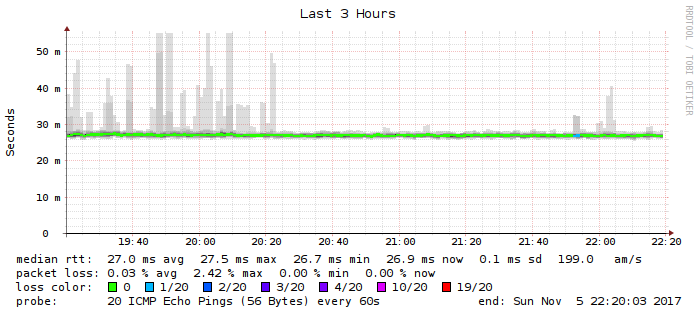 Last 3 Hours
RRDTOOL / TOBI OETIKER
Seconds
50 m
40 m
30 m
20 m
10 m
0
19:40 20:00 20:20 20:40 21:00 21:20 21:40 22:00 22:20
median rtt: 27.0 ms avg 27.5 ms max 26.7 ms min 26.9 ms now 0.1 ms sd 199.0 am/s
packet loss: 0.03 % avg 2.42 % max 0.00 % min 0.00 % now
loss color: 0 1/20 2/20 3/20 4/20 10/20 19/20
probe: 20 ICMP Echo Pings (56 Bytes) every 60s end: Sun Nov 5 22:20:03 2017